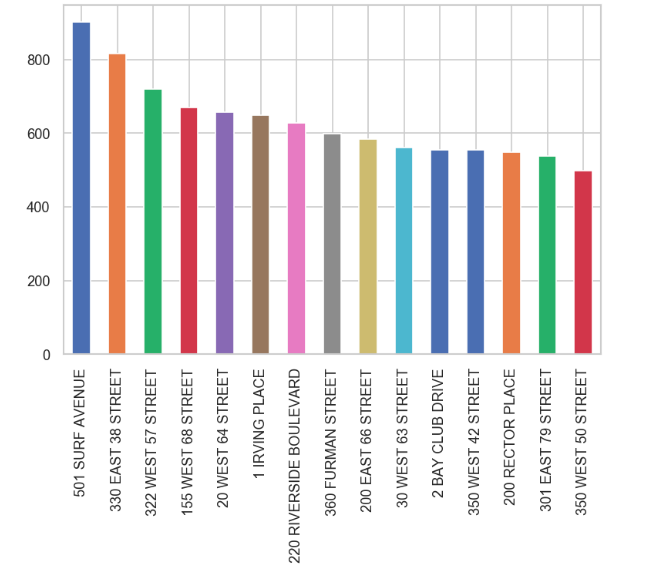 800
600
400
200
0
501 SURF AVENUE
330 EAST 38 STREET
322 WEST 57 STREET
155 WEST 68 STREET
20 WEST 64 STREET
1 IRVING PLACE
220 RIVERSIDE BOULEVARD
360 FURMAN STREET
200 EAST 66 STREET
30 WEST 63 STREET
2 BAY CLUB DRIVE
350 WEST 42 STREET
200 RECTOR PLACE
301 EAST 79 STREET
350 WEST 50 STREET